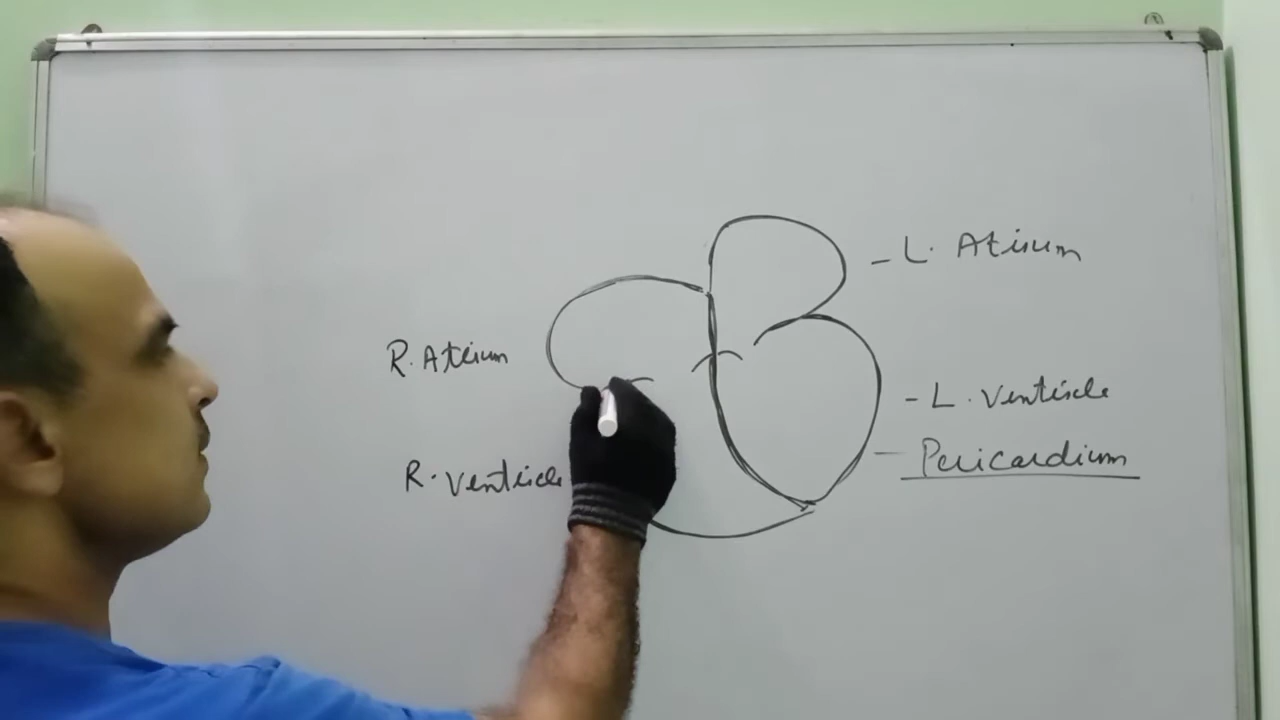 - L. Atrium
R. Atrium
- L. Ventricle
- Pericardium
R. Ventricle